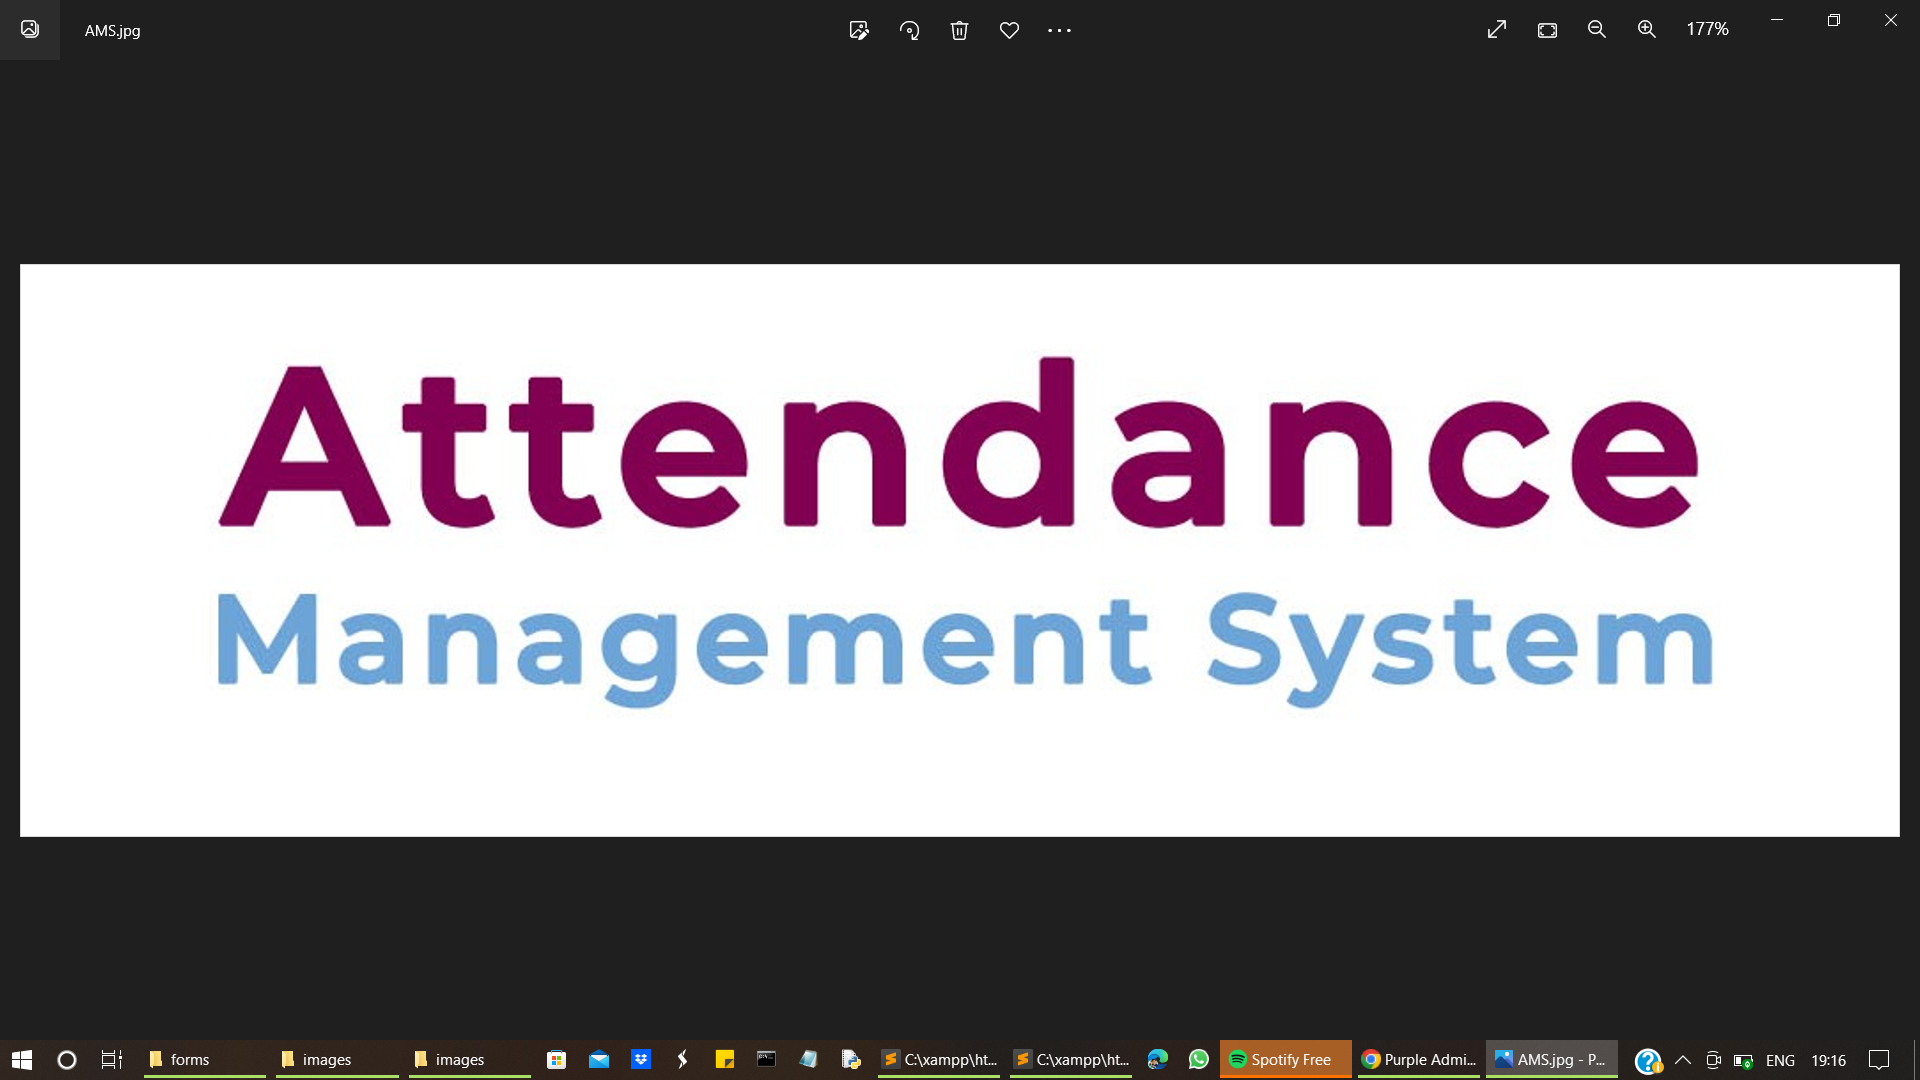 AMS.jpg
177%
Attendance
Management System
forms
images
images
C:\xampp\ht...
C:\xampp\ht...
Spotify Free
Purple Admi...
AMS.jpg - P...
ENG
19:16